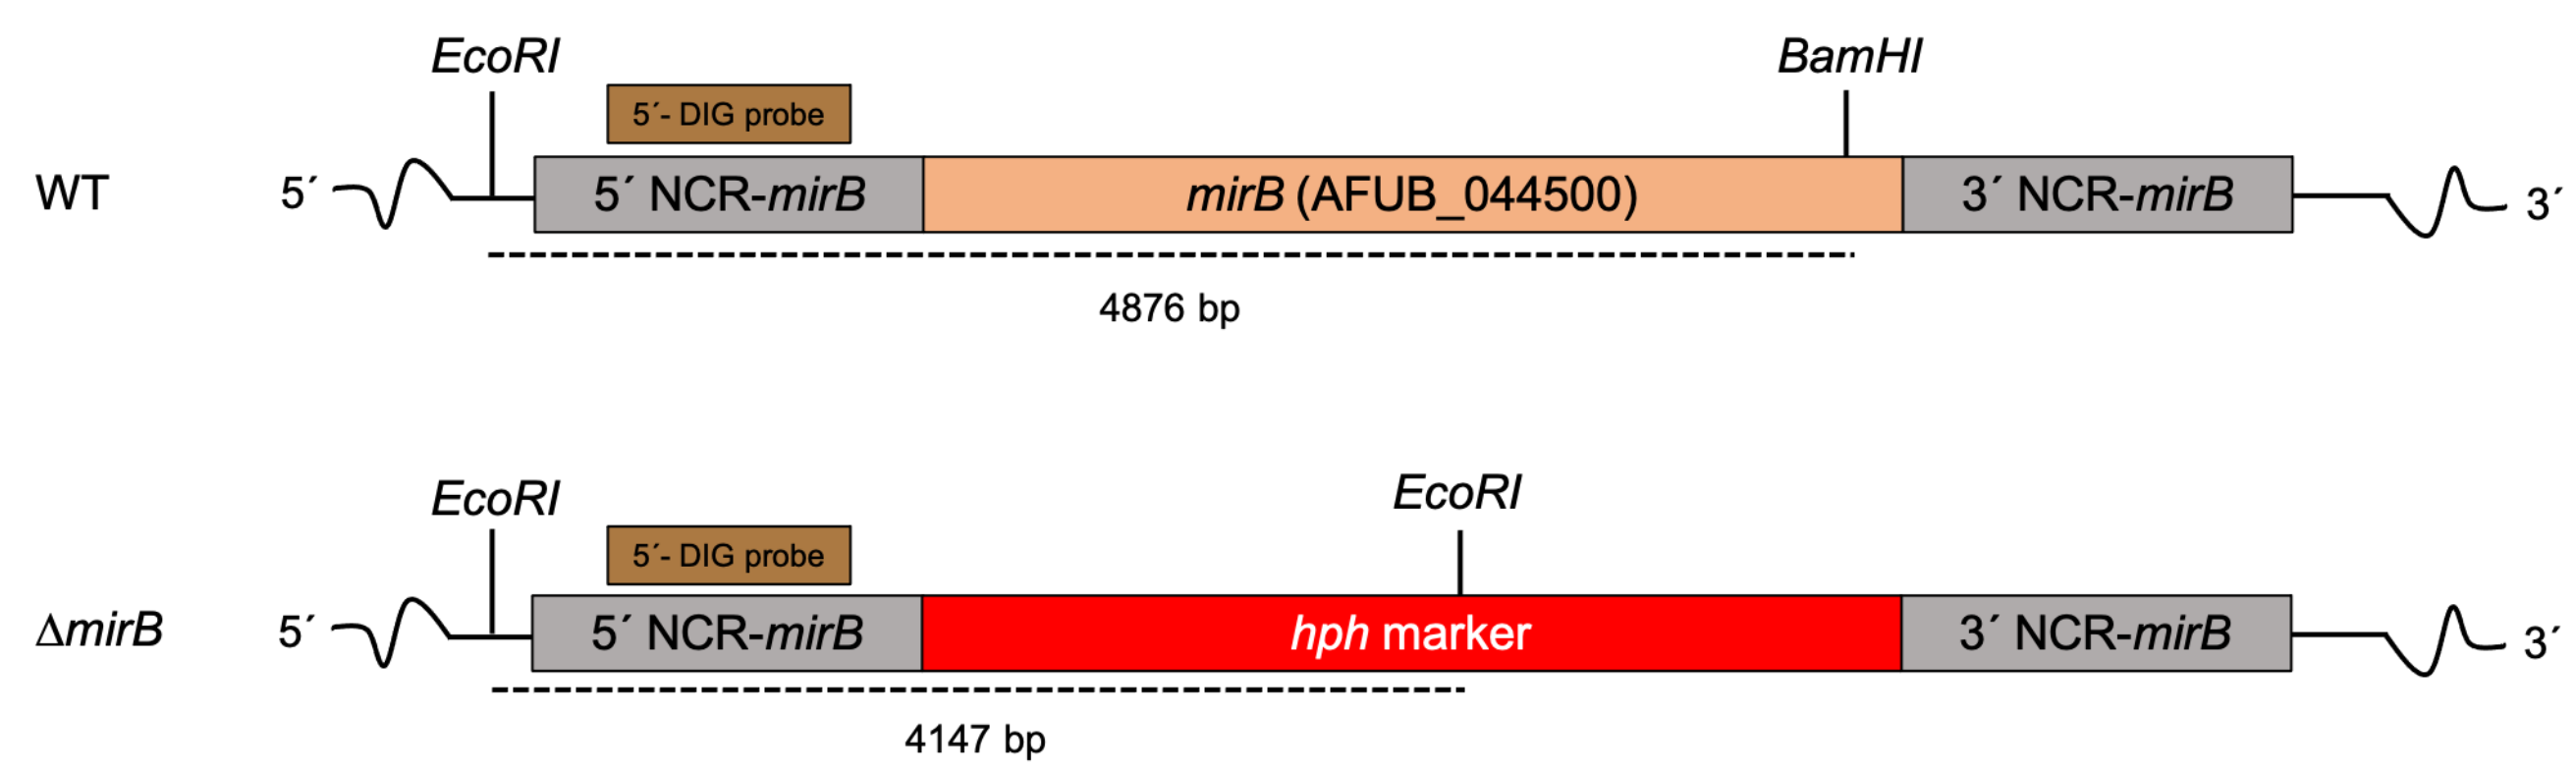 EcoRI BamHI
5´- DIG probe
WT 5´ 5´ NCR-mirB mirB (AFUB_044500) 3´ NCR-mirB 3´
4876 bp
EcoRI EcoRI
5´- DIG probe
ΔmirB 5´ 5´ NCR-mirB hph marker 3´ NCR-mirB 3´
4147 bp